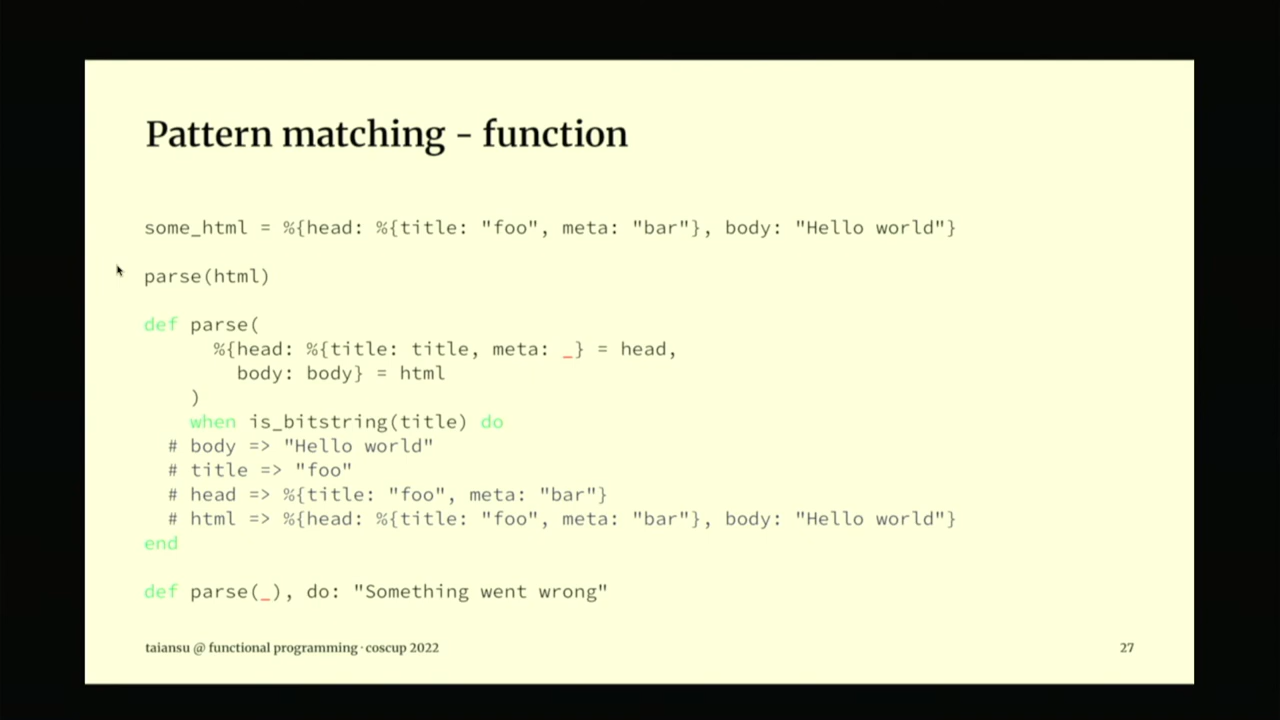 Pattern matching - function
some_html = %{head: %{title: "foo", meta: "bar"}, body: "Hello world"}
parse(html)
def parse(
%{head: %{title: title, meta: _} = head,
body: body} = html
)
when is_bitstring(title) do
# body => "Hello world"
# title => "foo"
# head => %{title: "foo", meta: "bar"}
# html => %{head: %{title: "foo", meta: "bar"}, body: "Hello world"}
end
def parse(_), do: "Something went wrong"
taiansu @ functional programming · coscup 2022
27